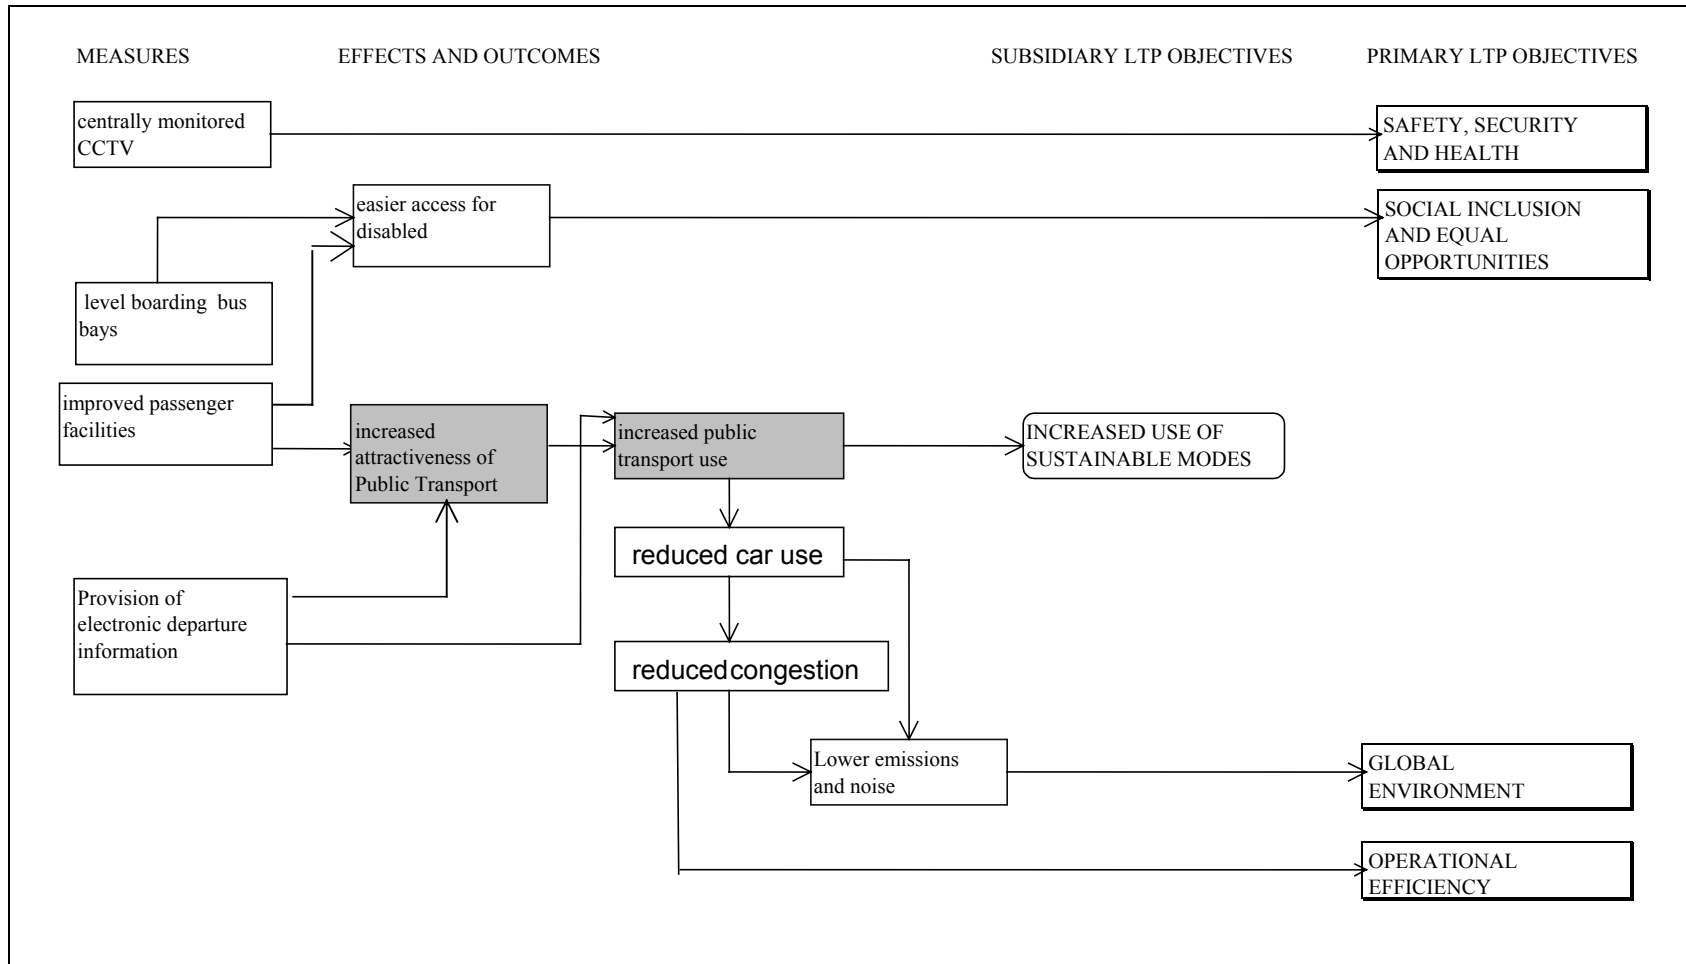 MEASURES
EFFECTS AND OUTCOMES
SUBSIDIARY LTP OBJECTIVES
PRIMARY LTP OBJECTIVES
centrally monitored
CCTV
SAFETY, SECURITY
AND HEALTH
easier access for
disabled
SOCIAL INCLUSION
AND EQUAL
OPPORTUNITIES
level boarding bus
bays
improved passenger
facilities
increased
attractiveness of
Public Transport
increased public
transport use
INCREASED USE OF
SUSTAINABLE MODES
reduced car use
Provision of
electronic departure
information
reduced congestion
Lower emissions
and noise
GLOBAL
ENVIRONMENT
OPERATIONAL
EFFICIENCY